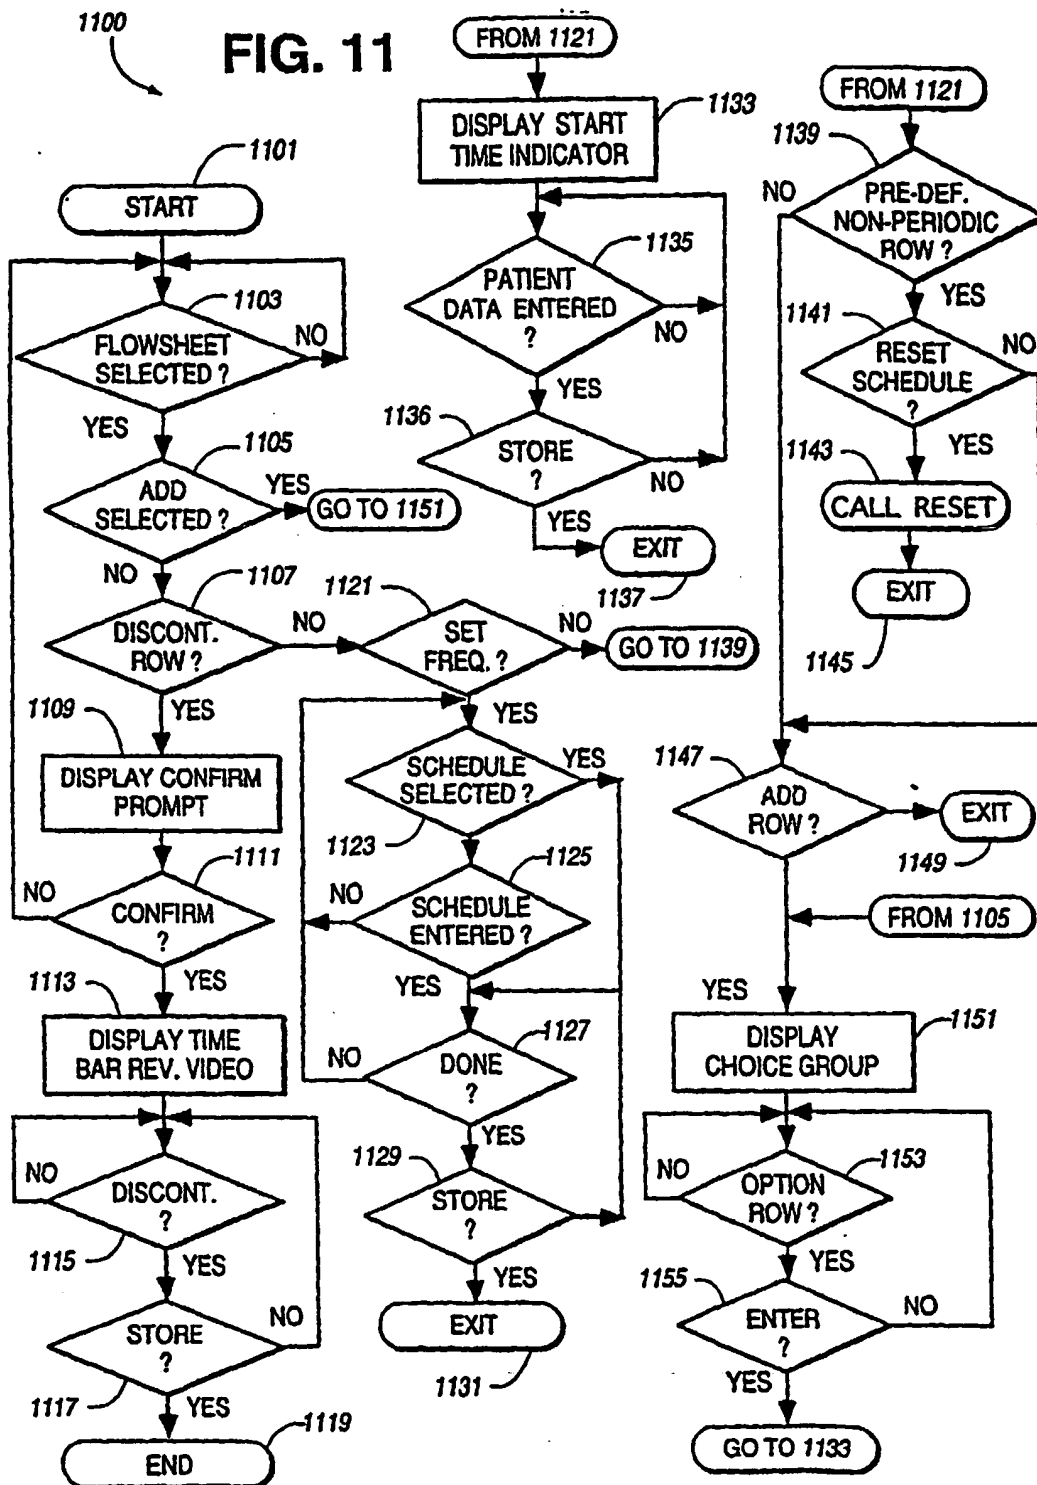 1100
FIG. 11
1101
START
1103
FLOWSHEET
SELECTED ?
NO
YES
1105
ADD
SELECTED ?
YES
GO TO 1151
NO
1107
DISCONT.
ROW ?
NO
YES
1109
DISPLAY CONFIRM
PROMPT
1111
NO
CONFIRM
?
YES
1113
DISPLAY TIME
BAR REV. VIDEO
NO
DISCONT.
?
1115
YES
STORE
?
NO
1117
YES
1119
END
FROM 1121
1133
DISPLAY START
TIME INDICATOR
1135
PATIENT
DATA ENTERED
?
NO
YES
1136
STORE
?
NO
YES
EXIT
1137
1121
SET
FREQ. ?
NO
GO TO 1139
YES
SCHEDULE
SELECTED ?
YES
1123
1125
NO
SCHEDULE
ENTERED ?
YES
1127
NO
DONE
?
YES
1129
STORE
?
YES
EXIT
1131
FROM 1121
1139
NO
PRE-DEF.
NON-PERIODIC
ROW ?
YES
1141
NO
RESET
SCHEDULE
?
YES
1143
CALL RESET
EXIT
1145
1147
ADD
ROW ?
EXIT
1149
FROM 1105
YES
1151
DISPLAY
CHOICE GROUP
1153
NO
OPTION
ROW ?
YES
1155
ENTER
?
NO
YES
GO TO 1133